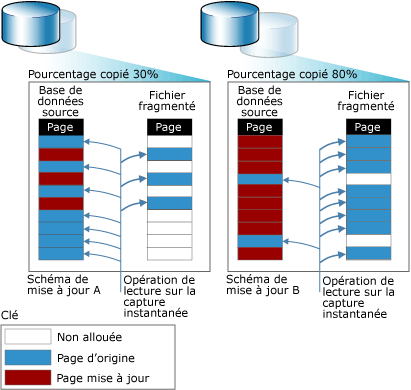 Pourcentage copié 30%
Base de
données
source
Fichier
fragmenté
Page
Page
Schéma de
mise à jour A
Opération de
lecture sur la
capture
instantanée
Pourcentage copié 80%
Base de
données
source
Fichier
fragmenté
Page
Page
Schéma de
mise à jour B
Opération de
lecture sur la
capture
instantanée
Clé
Non allouée
Page d'origine
Page mise à jour